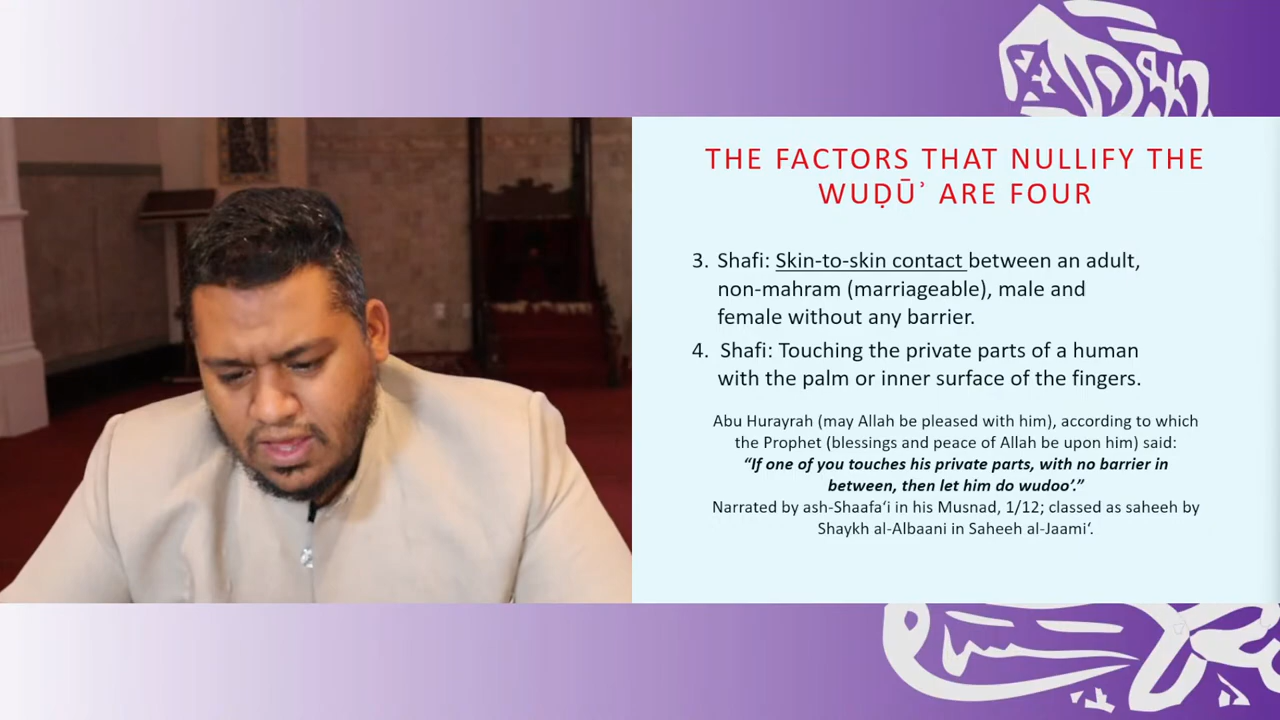 THE FACTORS THAT NULLIFY THE
WUḌŪʾ ARE FOUR
3. Shafi: Skin-to-skin contact between an adult,
non-mahram (marriageable), male and
female without any barrier.
4. Shafi: Touching the private parts of a human
with the palm or inner surface of the fingers.
Abu Hurayrah (may Allah be pleased with him), according to which
the Prophet (blessings and peace of Allah be upon him) said:
“If one of you touches his private parts, with no barrier in
between, then let him do wudoo’.”
Narrated by ash-Shaafa‘i in his Musnad, 1/12; classed as saheeh by
Shaykh al-Albaani in Saheeh al-Jaami‘.